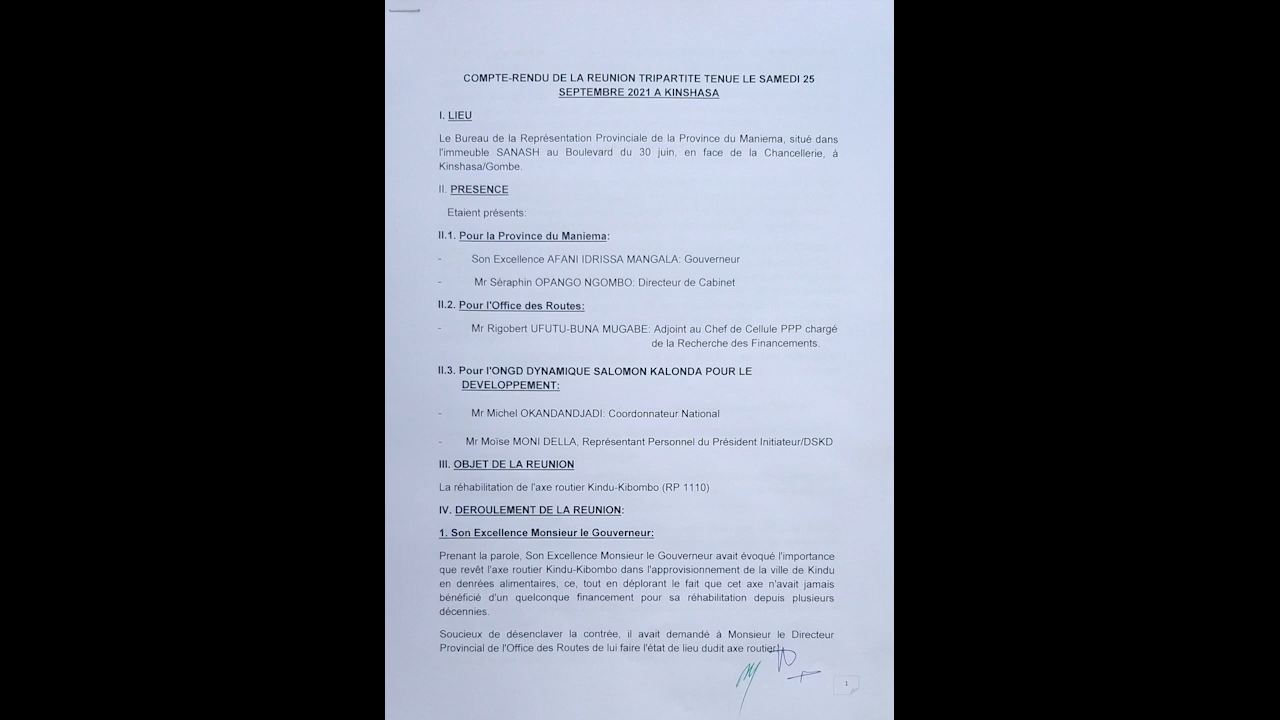 COMPTE-RENDU DE LA REUNION TRIPARTITE TENUE LE SAMEDI 25
SEPTEMBRE 2021 A KINSHASA
I. LIEU
Le Bureau de la Représentation Provinciale de la Province du Maniema, situé dans
l'immeuble SANASH au Boulevard du 30 juin, en face de la Chancellerie, à
Kinshasa/Gombe.
II. PRESENCE
Etaient présents:
II.1. Pour la Province du Maniema:
- Son Excellence AFANI IDRISSA MANGALA: Gouverneur
- Mr Séraphin OPANGO NGOMBO: Directeur de Cabinet
II.2. Pour l'Office des Routes:
- Mr Rigobert UFUTU-BUNA MUGABE: Adjoint au Chef de Cellule PPP chargé
de la Recherche des Financements.
II.3. Pour l'ONGD DYNAMIQUE SALOMON KALONDA POUR LE
DEVELOPPEMENT:
- Mr Michel OKANDANDJADI: Coordonnateur National
- Mr Moïse MONI DELLA, Représentant Personnel du Président Initiateur/DSKD
III. OBJET DE LA REUNION
La réhabilitation de l'axe routier Kindu-Kibombo (RP 1110)
IV. DEROULEMENT DE LA REUNION:
1. Son Excellence Monsieur le Gouverneur:
Prenant la parole, Son Excellence Monsieur le Gouverneur avait évoqué l'importance
que revêt l'axe routier Kindu-Kibombo dans l'approvisionnement de la ville de Kindu
en denrées alimentaires, ce, tout en déplorant le fait que cet axe n'avait jamais
bénéficié d'un quelconque financement pour sa réhabilitation depuis plusieurs
décennies.
Soucieux de désenclaver la contrée, il avait demandé à Monsieur le Directeur
Provincial de l'Office des Routes de lui faire l'état de lieu dudit axe routier
1